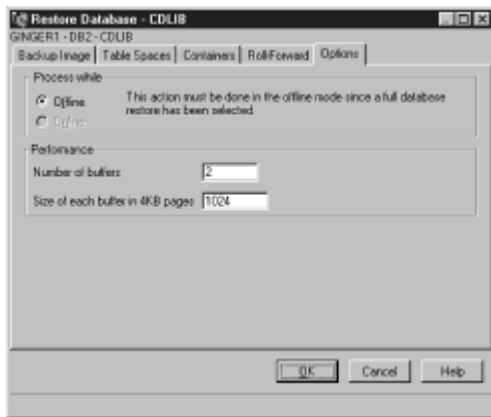 Restore Database - CDLIB
GINGER1 - DB2 - CDLIB
Backup Image Table Spaces Containers Roll-Forward Options
Process while
Offline
This action must be done in the offline mode since a full database
restore has been selected.
Online
Performance
Number of buffers 2
Size of each buffer in 4KB pages 1024
OK Cancel Help